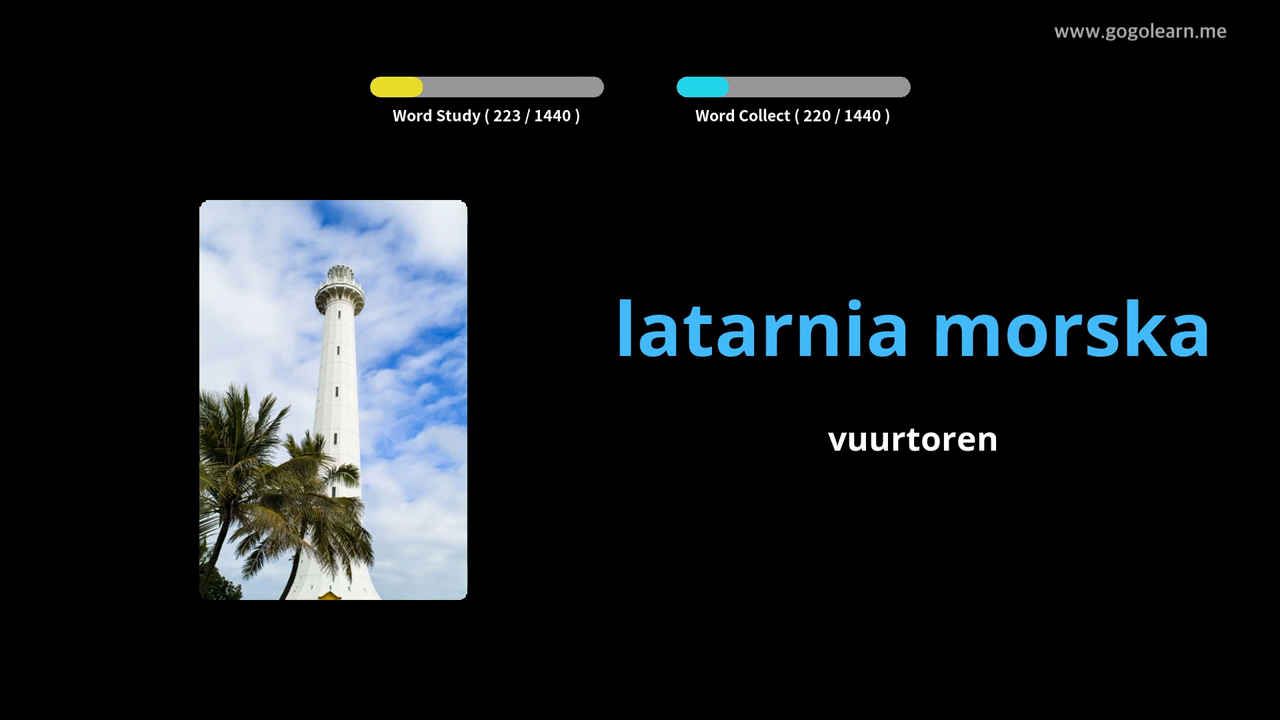 www.gogolearn.me
Word Study ( 223 / 1440 )
Word Collect ( 220 / 1440 )
latarnia morska
vuurtoren